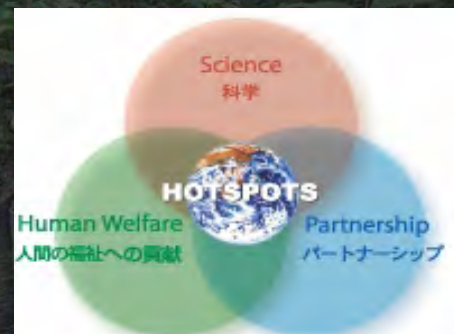 Science
科学
HOTSPOTS
Human Welfare
人間の福祉への貢献
Partnership
パートナーシップ